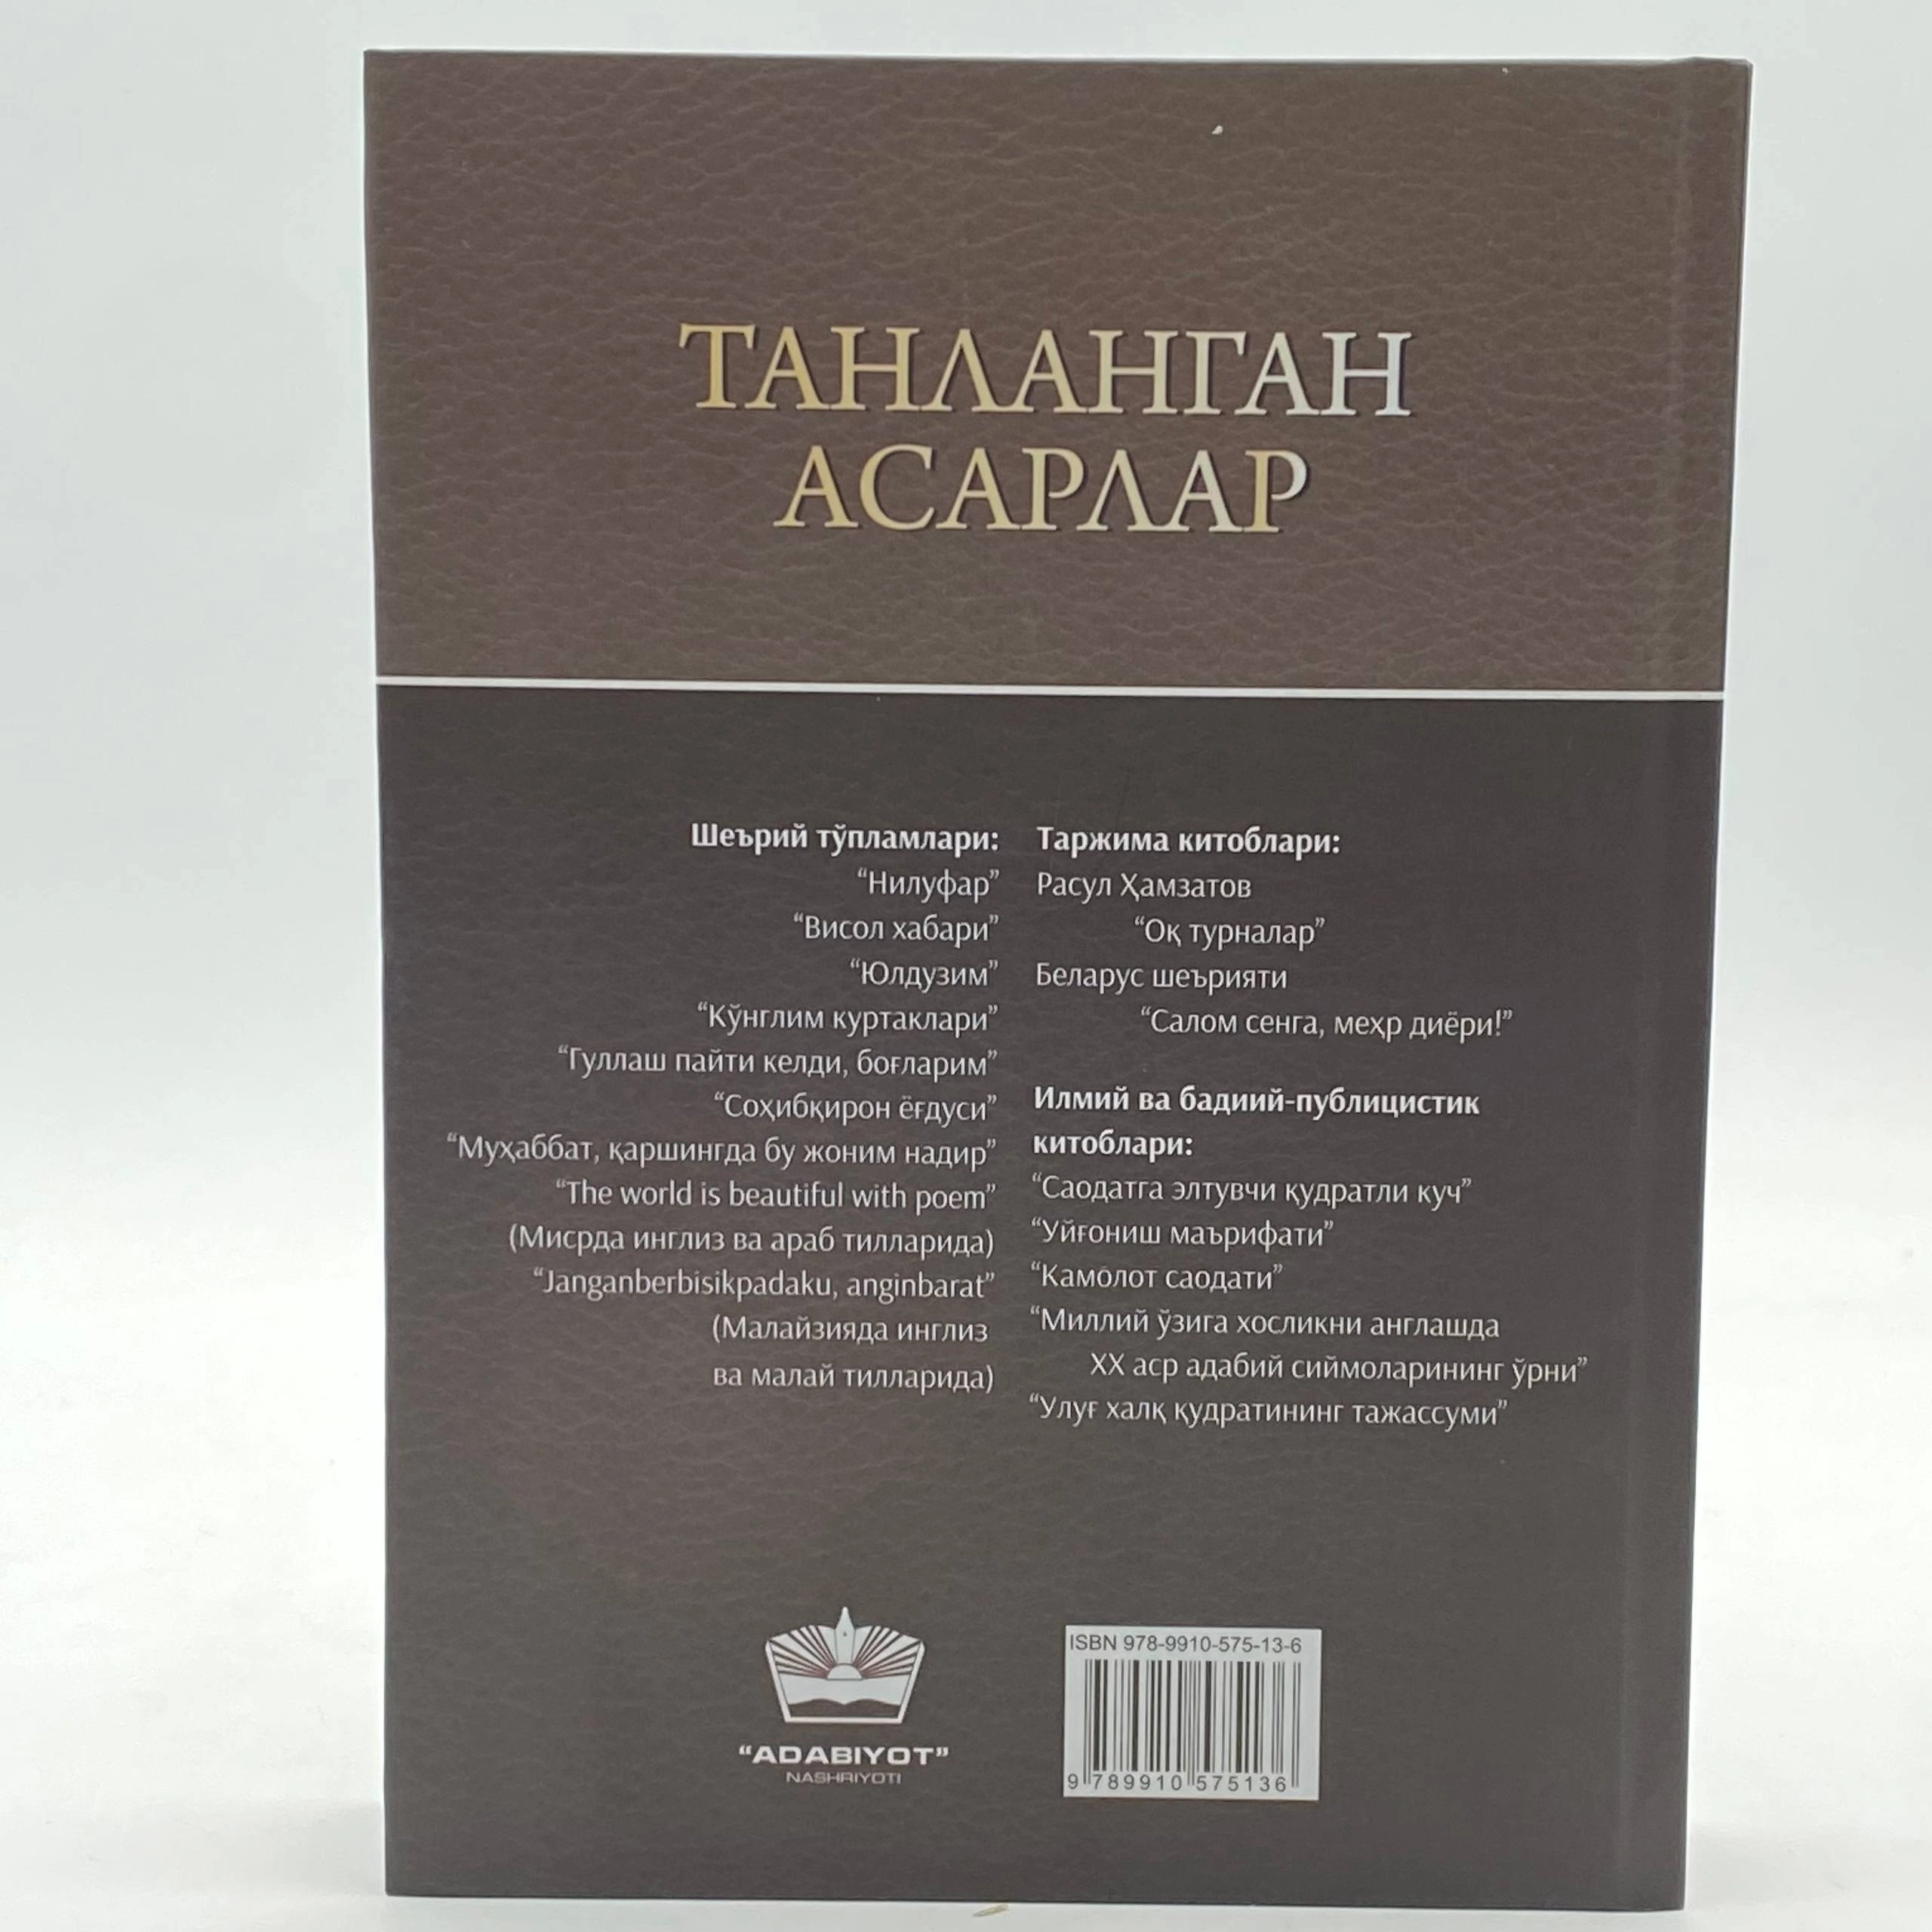 ТАНЛАНГАН
АСАРЛАР
Шеърий тўпламлари:
“Нилуфар”
“Висол хабари”
“Юлдузим”
“Кўнглим куртаклари”
“Гуллаш пайти келди, боғларим”
“Соҳибқирон ёғдуси”
“Муҳаббат, қаршингда бу жоним надир”
“The world is beautiful with poem”
(Мисрда инглиз ва араб тилларида)
“Janganberbisikpadaku, anginbarat”
(Малайзияда инглиз
ва малай тилларида)
Таржима китоблари:
Расул Ҳамзатов
“Оқ турналар”
Беларус шеърияти
“Салом сенга, меҳр диёри!”
Илмий ва бадиий-публицистик
китоблари:
“Саодатга элтувчи қудратли куч”
“Уйғониш маърифати”
“Камолот саодати”
“Миллий ўзига хосликни англашда
XX аср адабий сиймоларининг ўрни”
“Улуғ халқ қудратининг тажассуми”
“ADABIYOT”
NASHRIYOTI
ISBN 978-9910-575-13-6
9 789910 575136